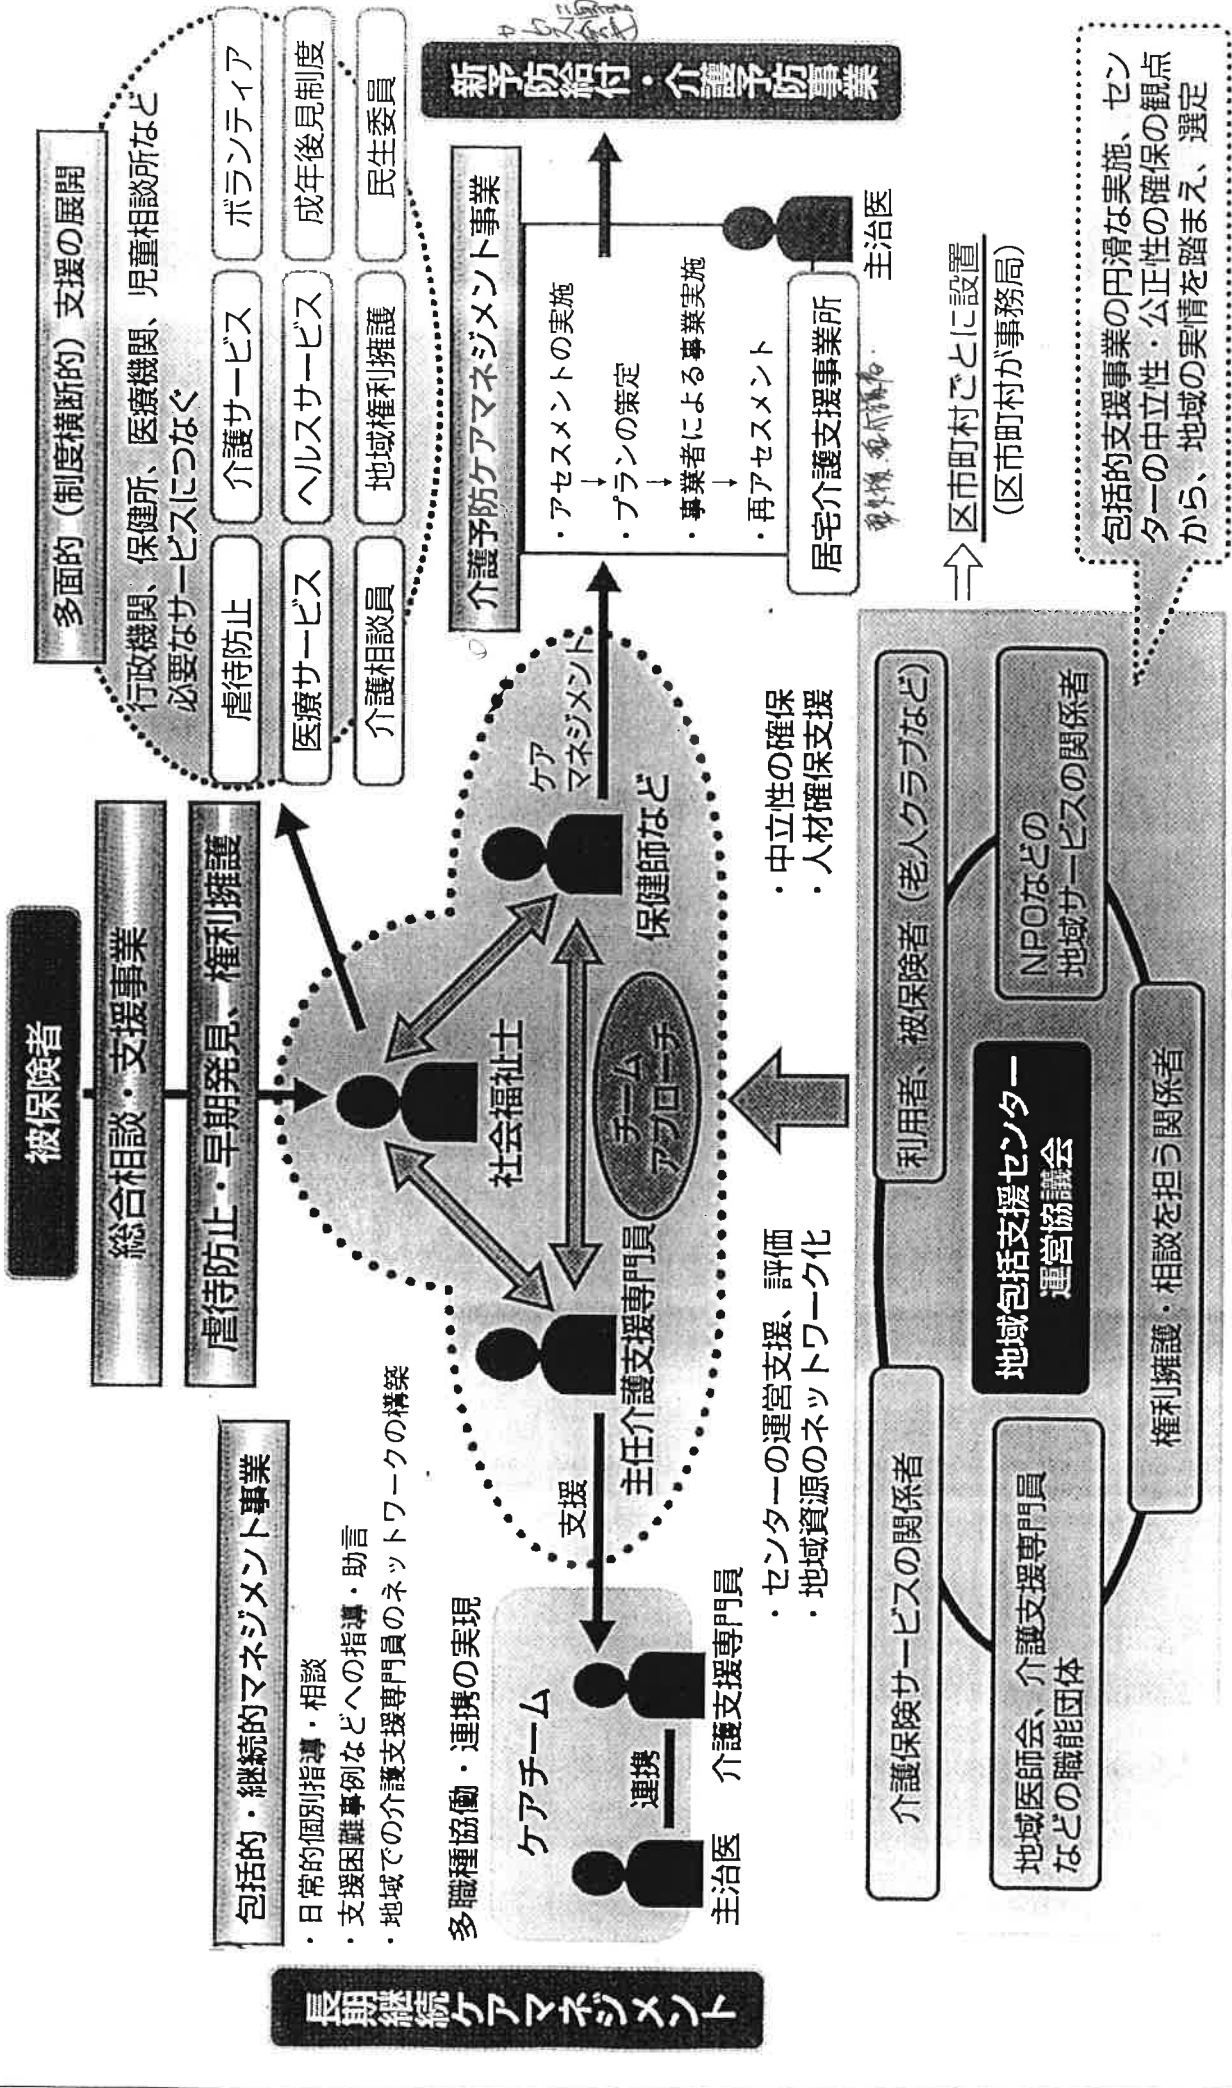 被保険者
総合相談・支援事業
虐待防止・早期発見、権利擁護
多面的（制度横断的）支援の展開
行政機関、保健所、医療機関、児童相談所など
必要なサービスにつなぐ
虐待防止
介護サービス
ボランティア
医療サービス
ヘルスサービス
成年後見制度
介護相談員
地域権利擁護
民生委員
包括的・継続的マネジメント事業
・日常的個別指導・相談
・支援困難事例などへの指導・助言
・地域での介護支援専門員のネットワークの構築
長期継続ケアマネジメント
多職種協働・連携の実現
ケアチーム
連携
主治医
介護支援専門員
支援
社会福祉士
主任介護支援専門員
保健師など
チーム
アプローチ
ケア
マネジメント
介護予防ケアマネジメント事業
・アセスメントの実施
・プランの策定
・事業者による事業実施
・再アセスメント
居宅介護支援事業所
主治医
新予防給付・介護予防事業
・センターの運営支援、評価
・地域資源のネットワーク化
・中立性の確保
・人材確保支援
介護保険サービスの関係者
利用者、被保険者（老人クラブなど）
地域医師会、介護支援専門員
などの職能団体
地域包括支援センター
運営協議会
NPOなどの
地域サービスの関係者
権利擁護・相談を担う関係者
⇒区市町村ごとに設置
（区市町村が事務局）
包括的支援事業の円滑な実施、セン
ターの中立性・公正性の確保の観点
から、地域の実情を踏まえ、選定